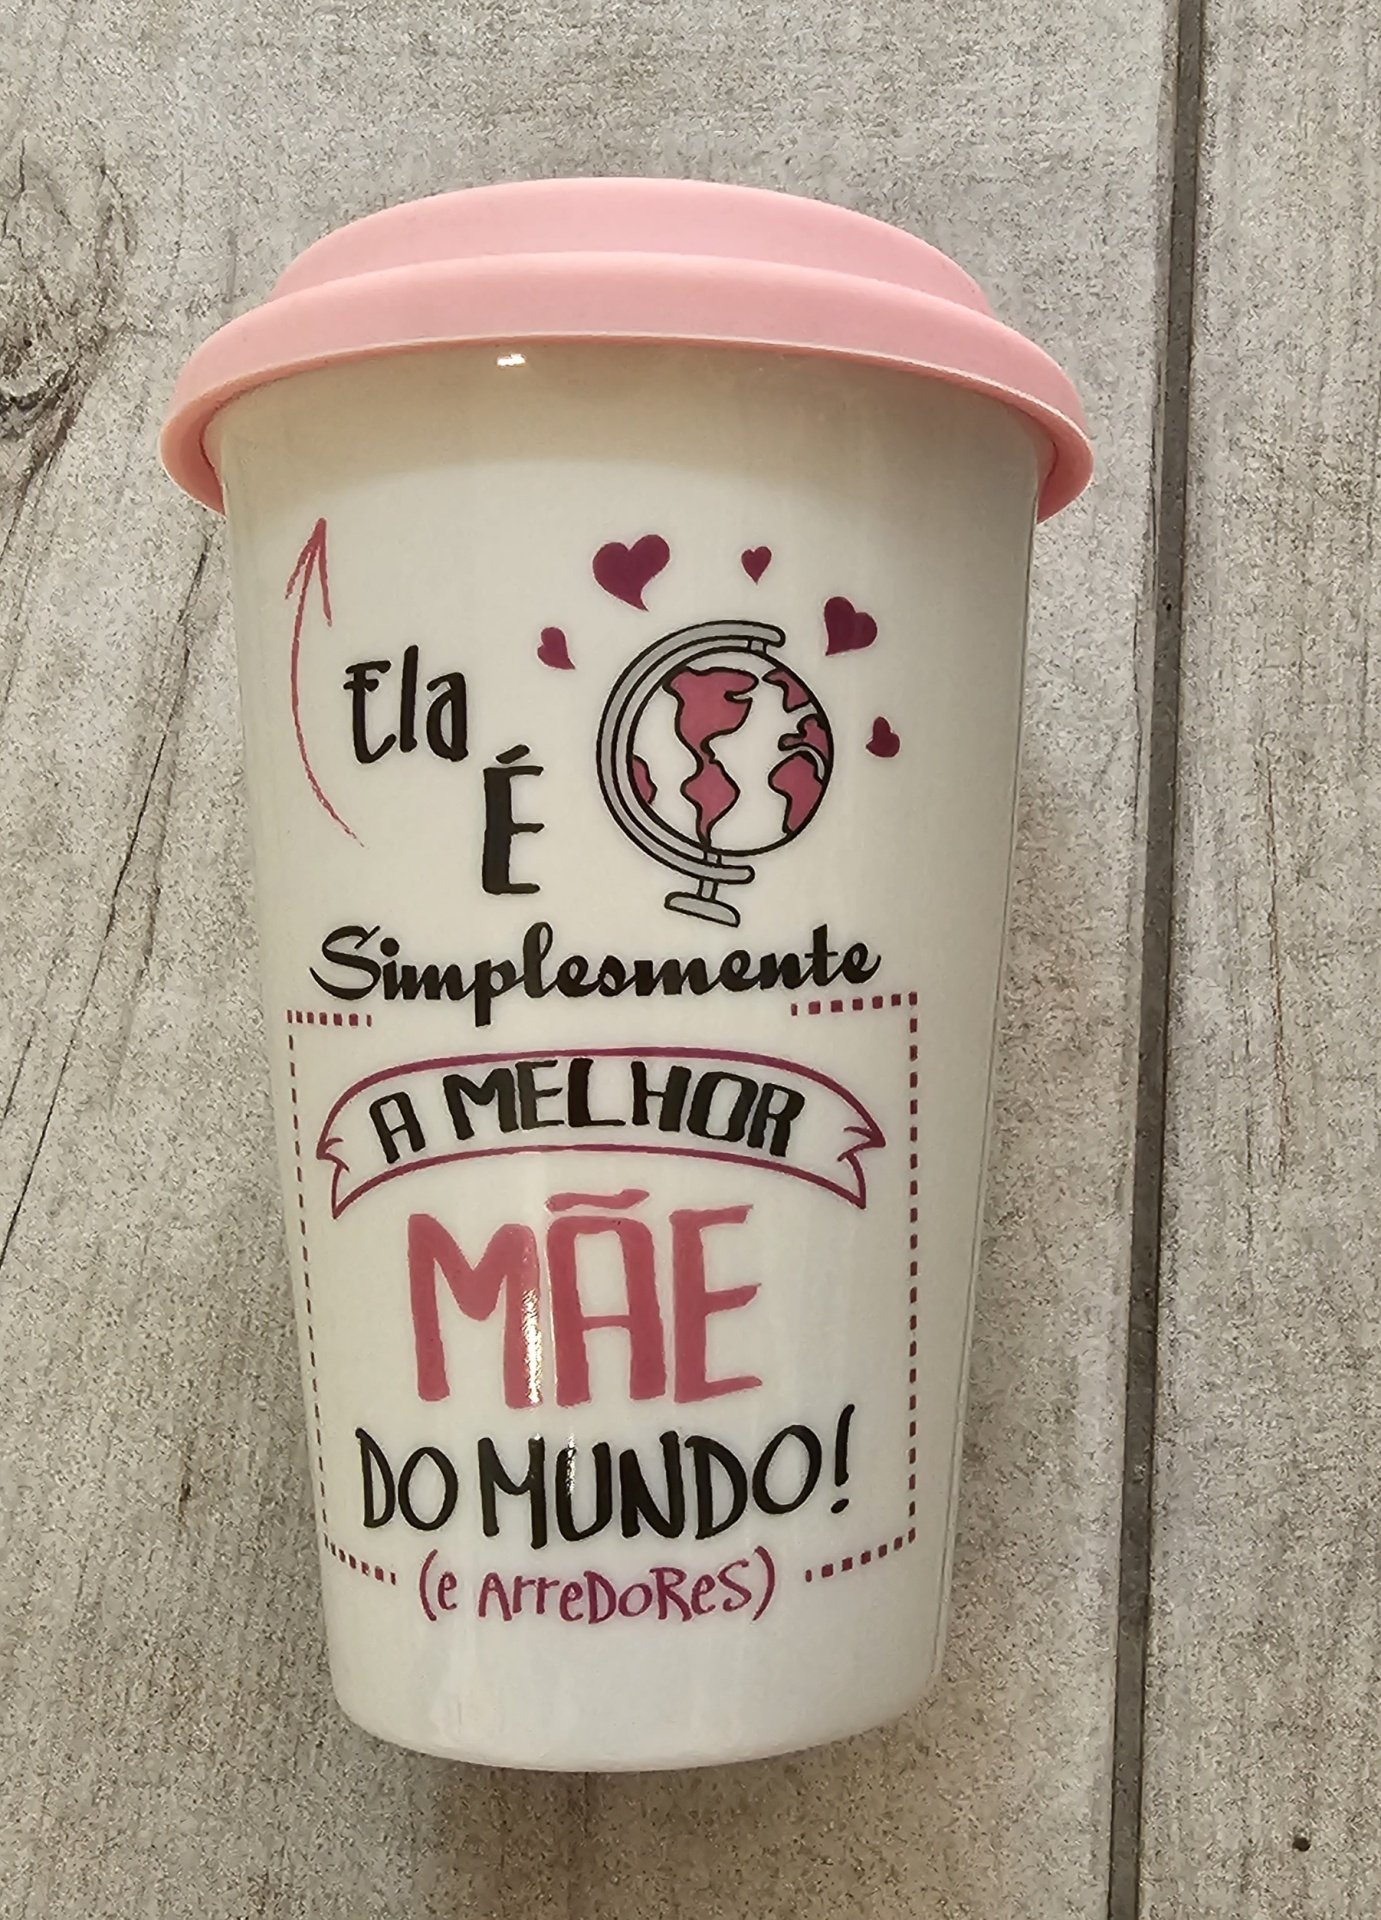 Ela
É
Simplesmente
A MELHOR
MÃE
DO MUNDO!
(e ArreDoReS)